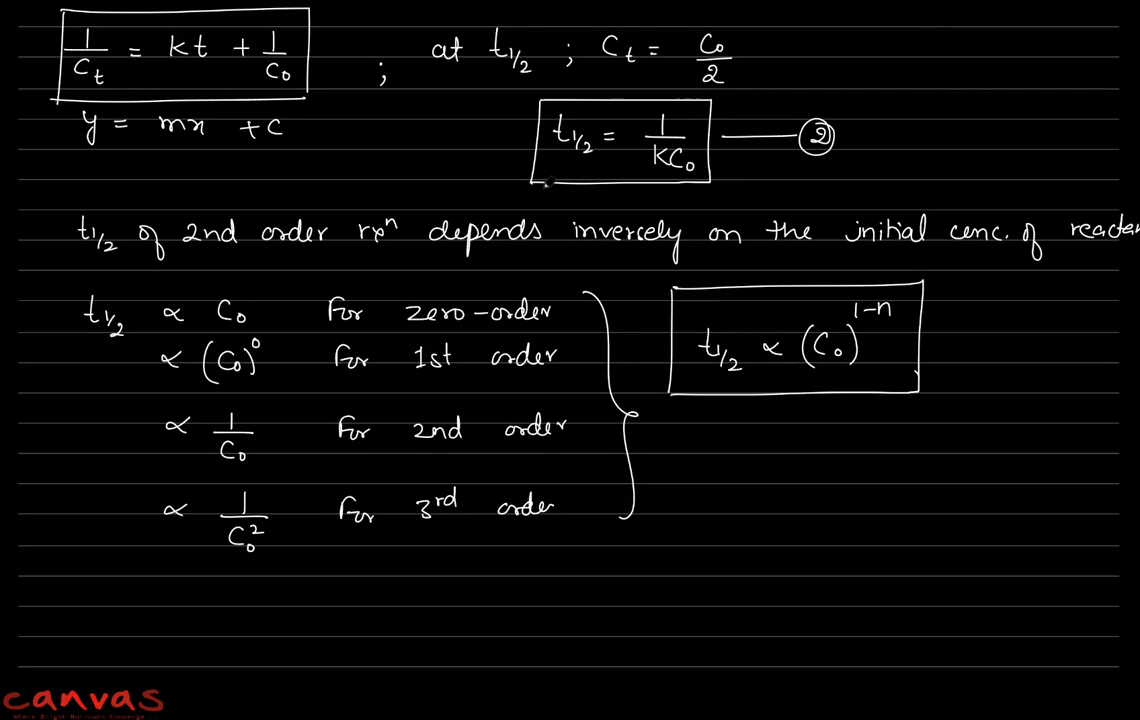 1/Cₜ = kt + 1/C₀ ; at t₁/₂ ; Cₜ = C₀/2
y = mx + c
t₁/₂ = 1/kC₀ —— ②
t₁/₂ of 2nd order rxⁿ depends inversely on the initial conc. of reactan
t₁/₂ ∝ C₀ For zero-order
∝ (C₀)⁰ For 1st order
t₁/₂ ∝ (C₀)¹⁻ⁿ
∝ 1/C₀ For 2nd order
∝ 1/C₀² For 3rd order
canvas